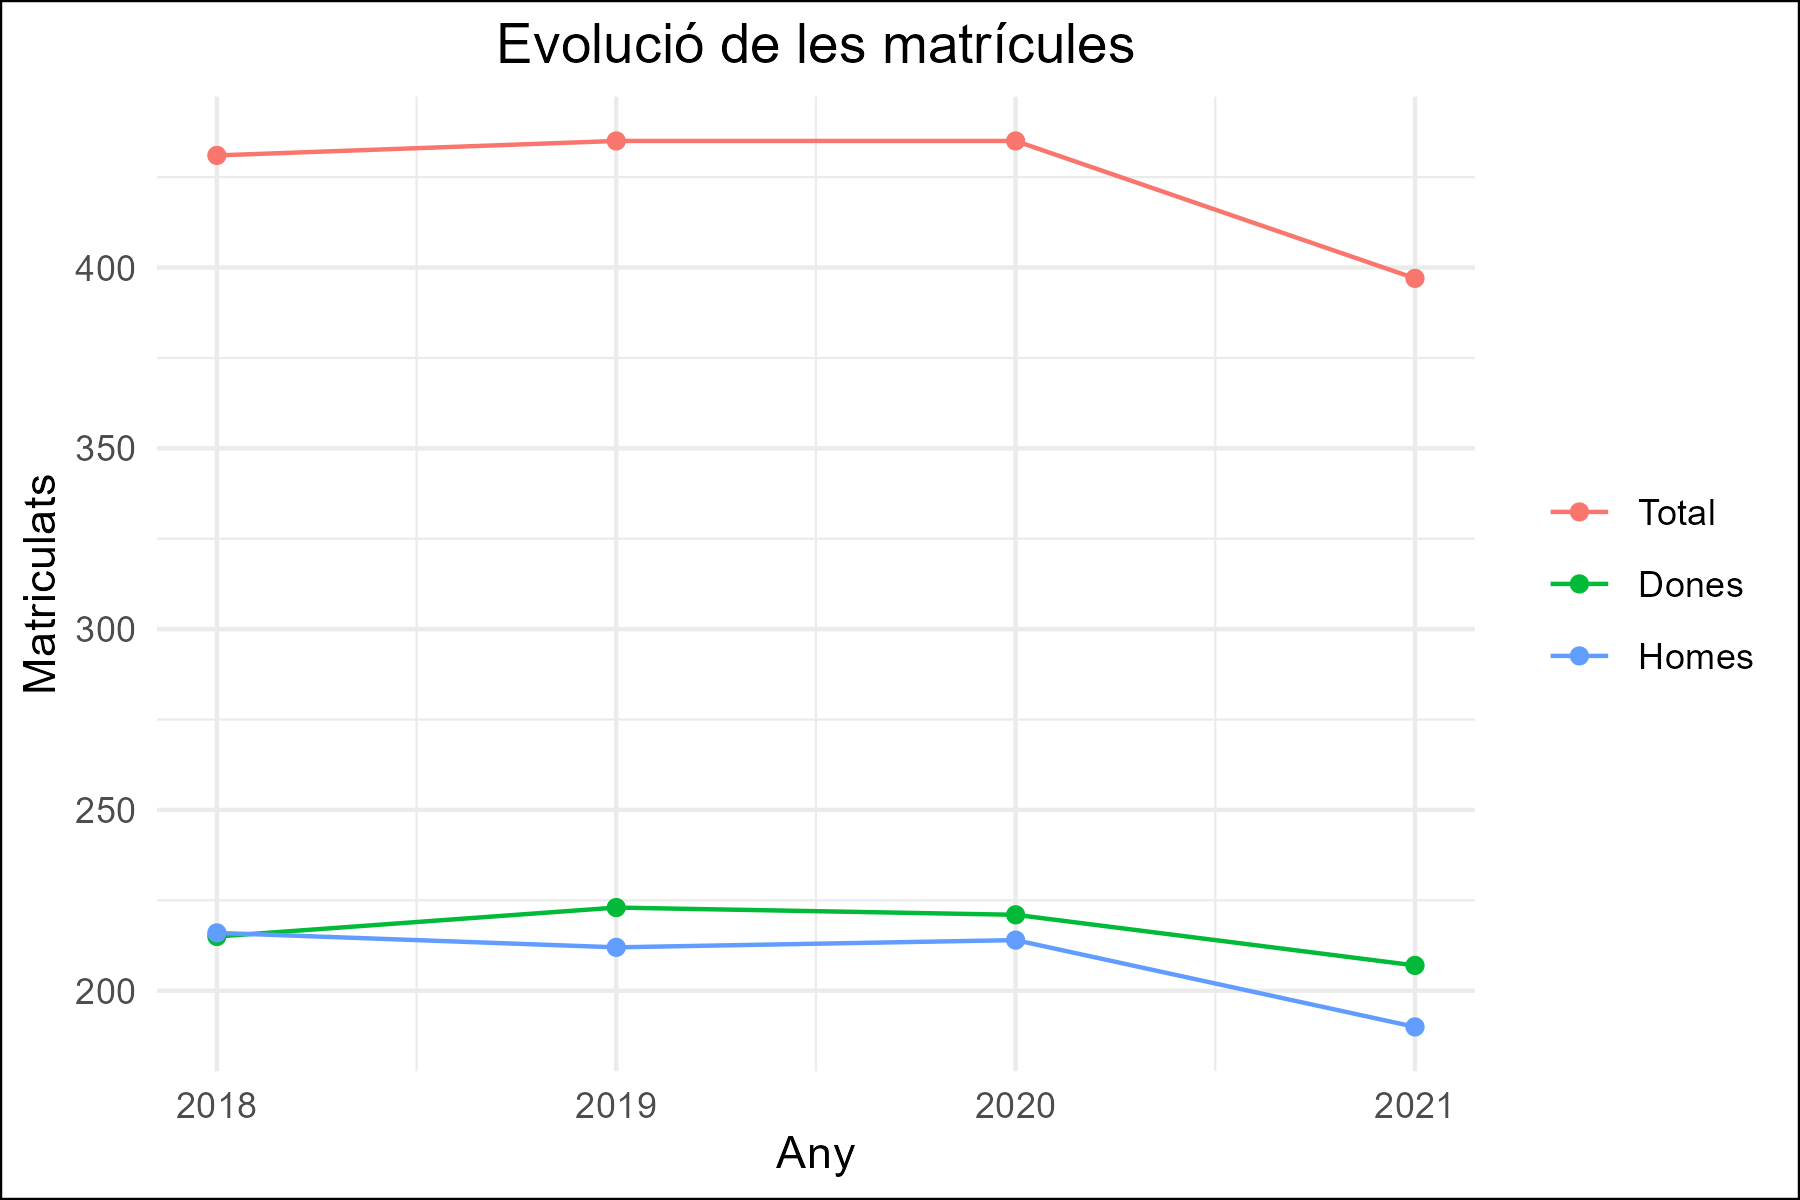 Evolució de les matrícules
Matriculats
400
350
300
250
200
2018 2019 2020 2021
Any
Total
Dones
Homes